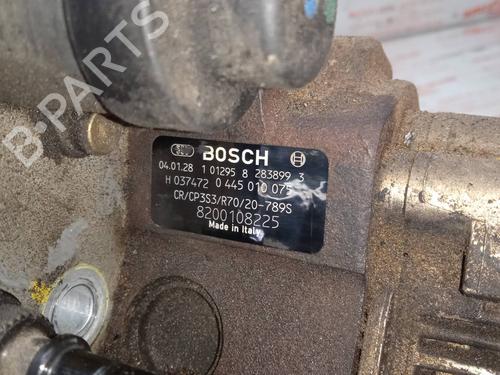 BOSCH
04.01.28 1 01295 8 283899 3
H 037472 0 445 010 075
CR/CP3S3/R70/20-789S
8200108225
Made in Italy
B-PARTS